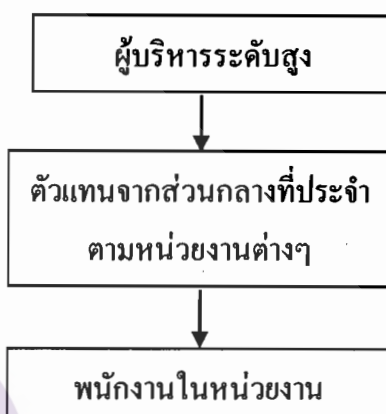 ผู้บริหารระดับสูง
ตัวแทนจากส่วนกลางที่ประจำ
ตามหน่วยงานต่างๆ
พนักงานในหน่วยงาน